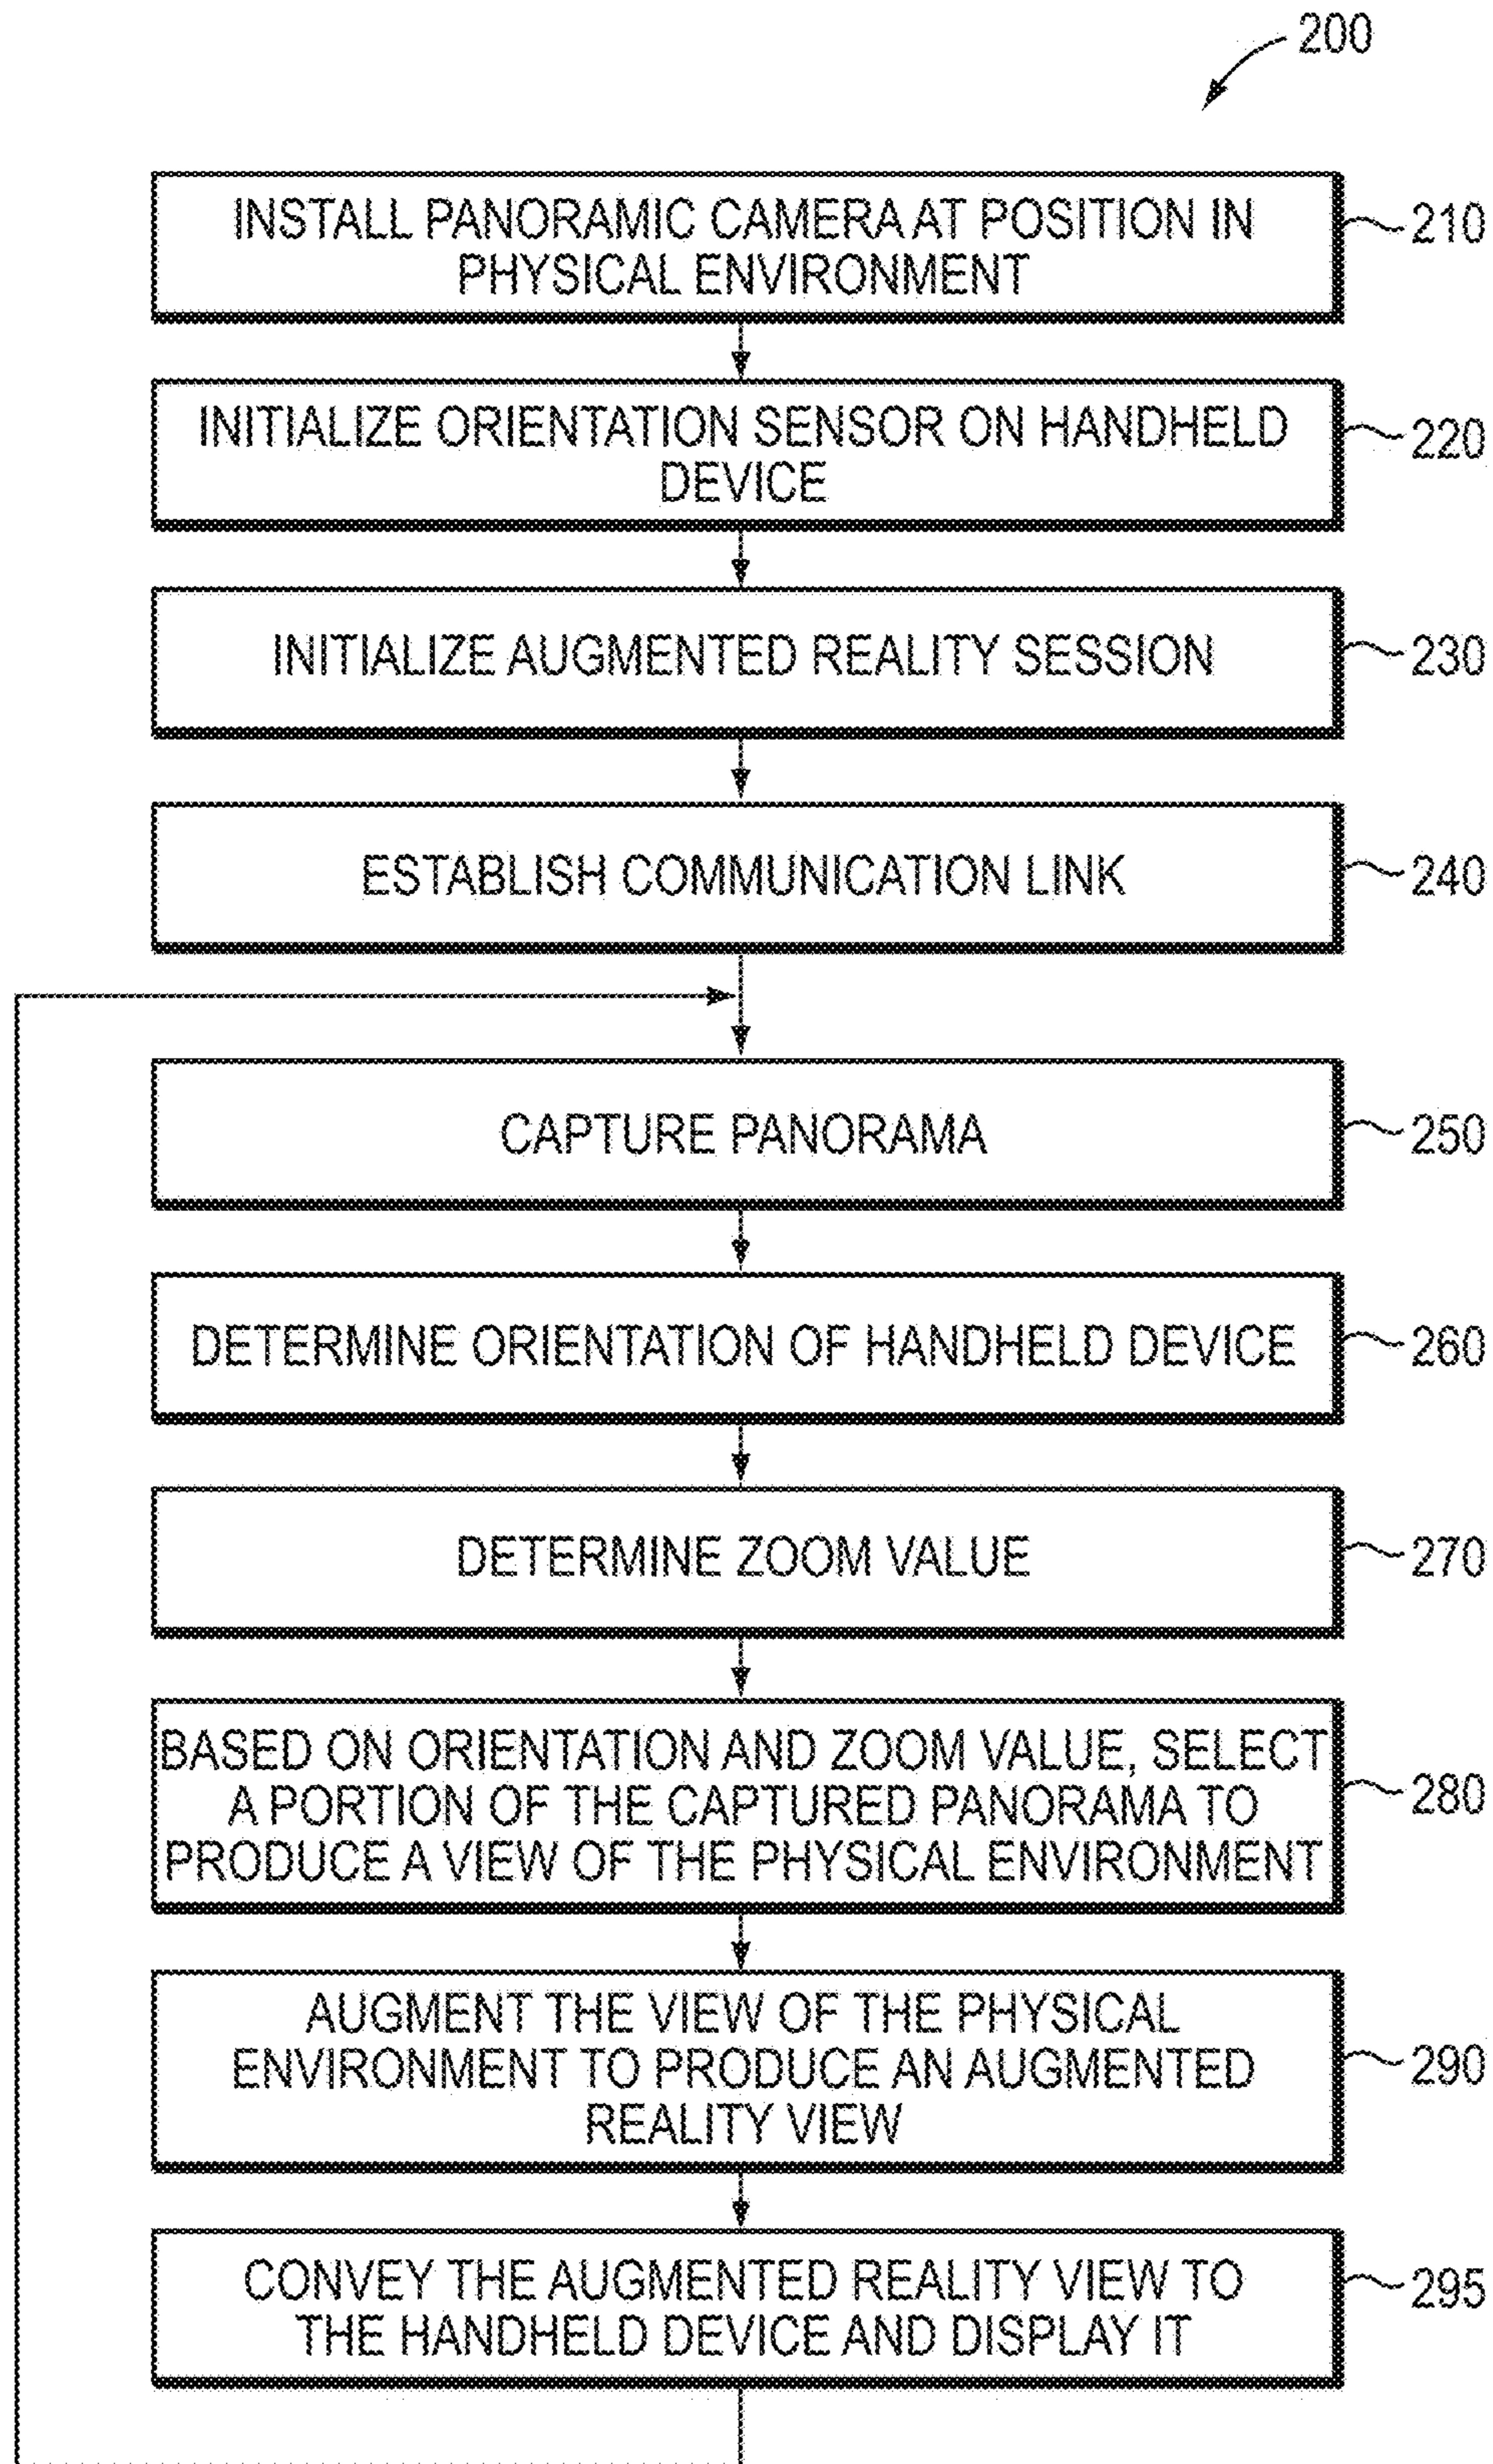 200
INSTALL PANORAMIC CAMERA AT POSITION IN
PHYSICAL ENVIRONMENT
210
INITIALIZE ORIENTATION SENSOR ON HANDHELD
DEVICE
220
INITIALIZE AUGMENTED REALITY SESSION
230
ESTABLISH COMMUNICATION LINK
240
CAPTURE PANORAMA
250
DETERMINE ORIENTATION OF HANDHELD DEVICE
260
DETERMINE ZOOM VALUE
270
BASED ON ORIENTATION AND ZOOM VALUE, SELECT
A PORTION OF THE CAPTURED PANORAMA TO
PRODUCE A VIEW OF THE PHYSICAL ENVIRONMENT
280
AUGMENT THE VIEW OF THE PHYSICAL
ENVIRONMENT TO PRODUCE AN AUGMENTED
REALITY VIEW
290
CONVEY THE AUGMENTED REALITY VIEW TO
THE HANDHELD DEVICE AND DISPLAY IT
295